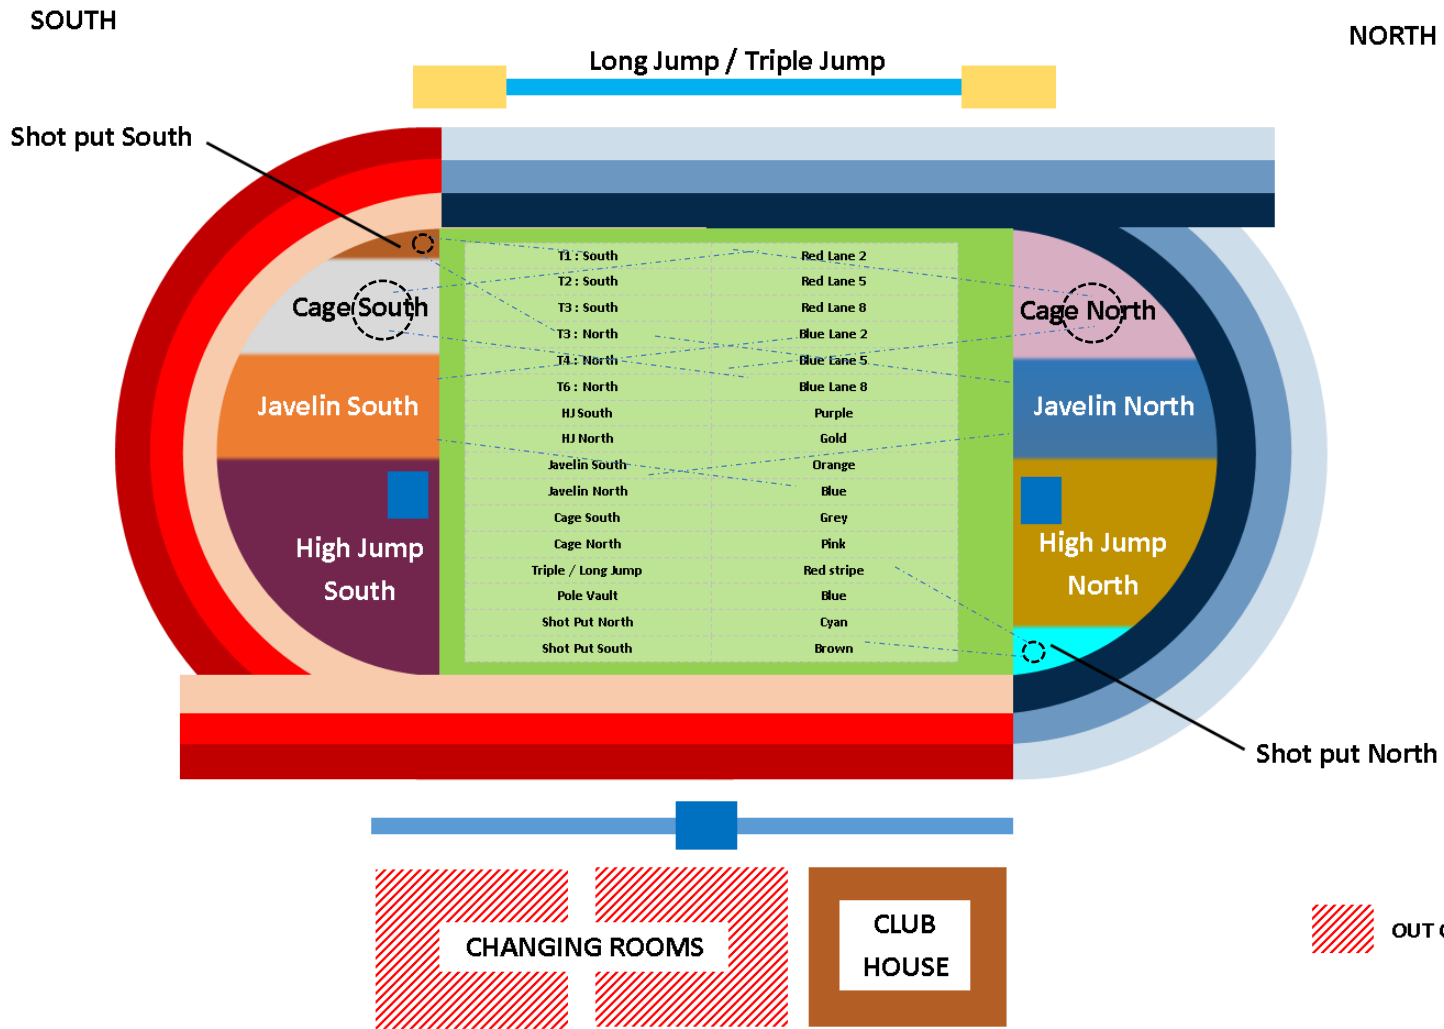 SOUTH
NORTH
Long Jump / Triple Jump
Shot put South
T1 : South Red Lane 2
T2 : South Red Lane 5
T3 : South Red Lane 8
T3 : North Blue Lane 2
T4 : North Blue Lane 5
T6 : North Blue Lane 8
HJ South Purple
HJ North Gold
Javelin South Orange
Javelin North Blue
Cage South Grey
Cage North Pink
Triple / Long Jump Red stripe
Pole Vault Blue
Shot Put North Cyan
Shot Put South Brown
Cage South
Cage North
Javelin South
Javelin North
High Jump
South
High Jump
North
Shot put North
CHANGING ROOMS
CLUB
HOUSE
OUT